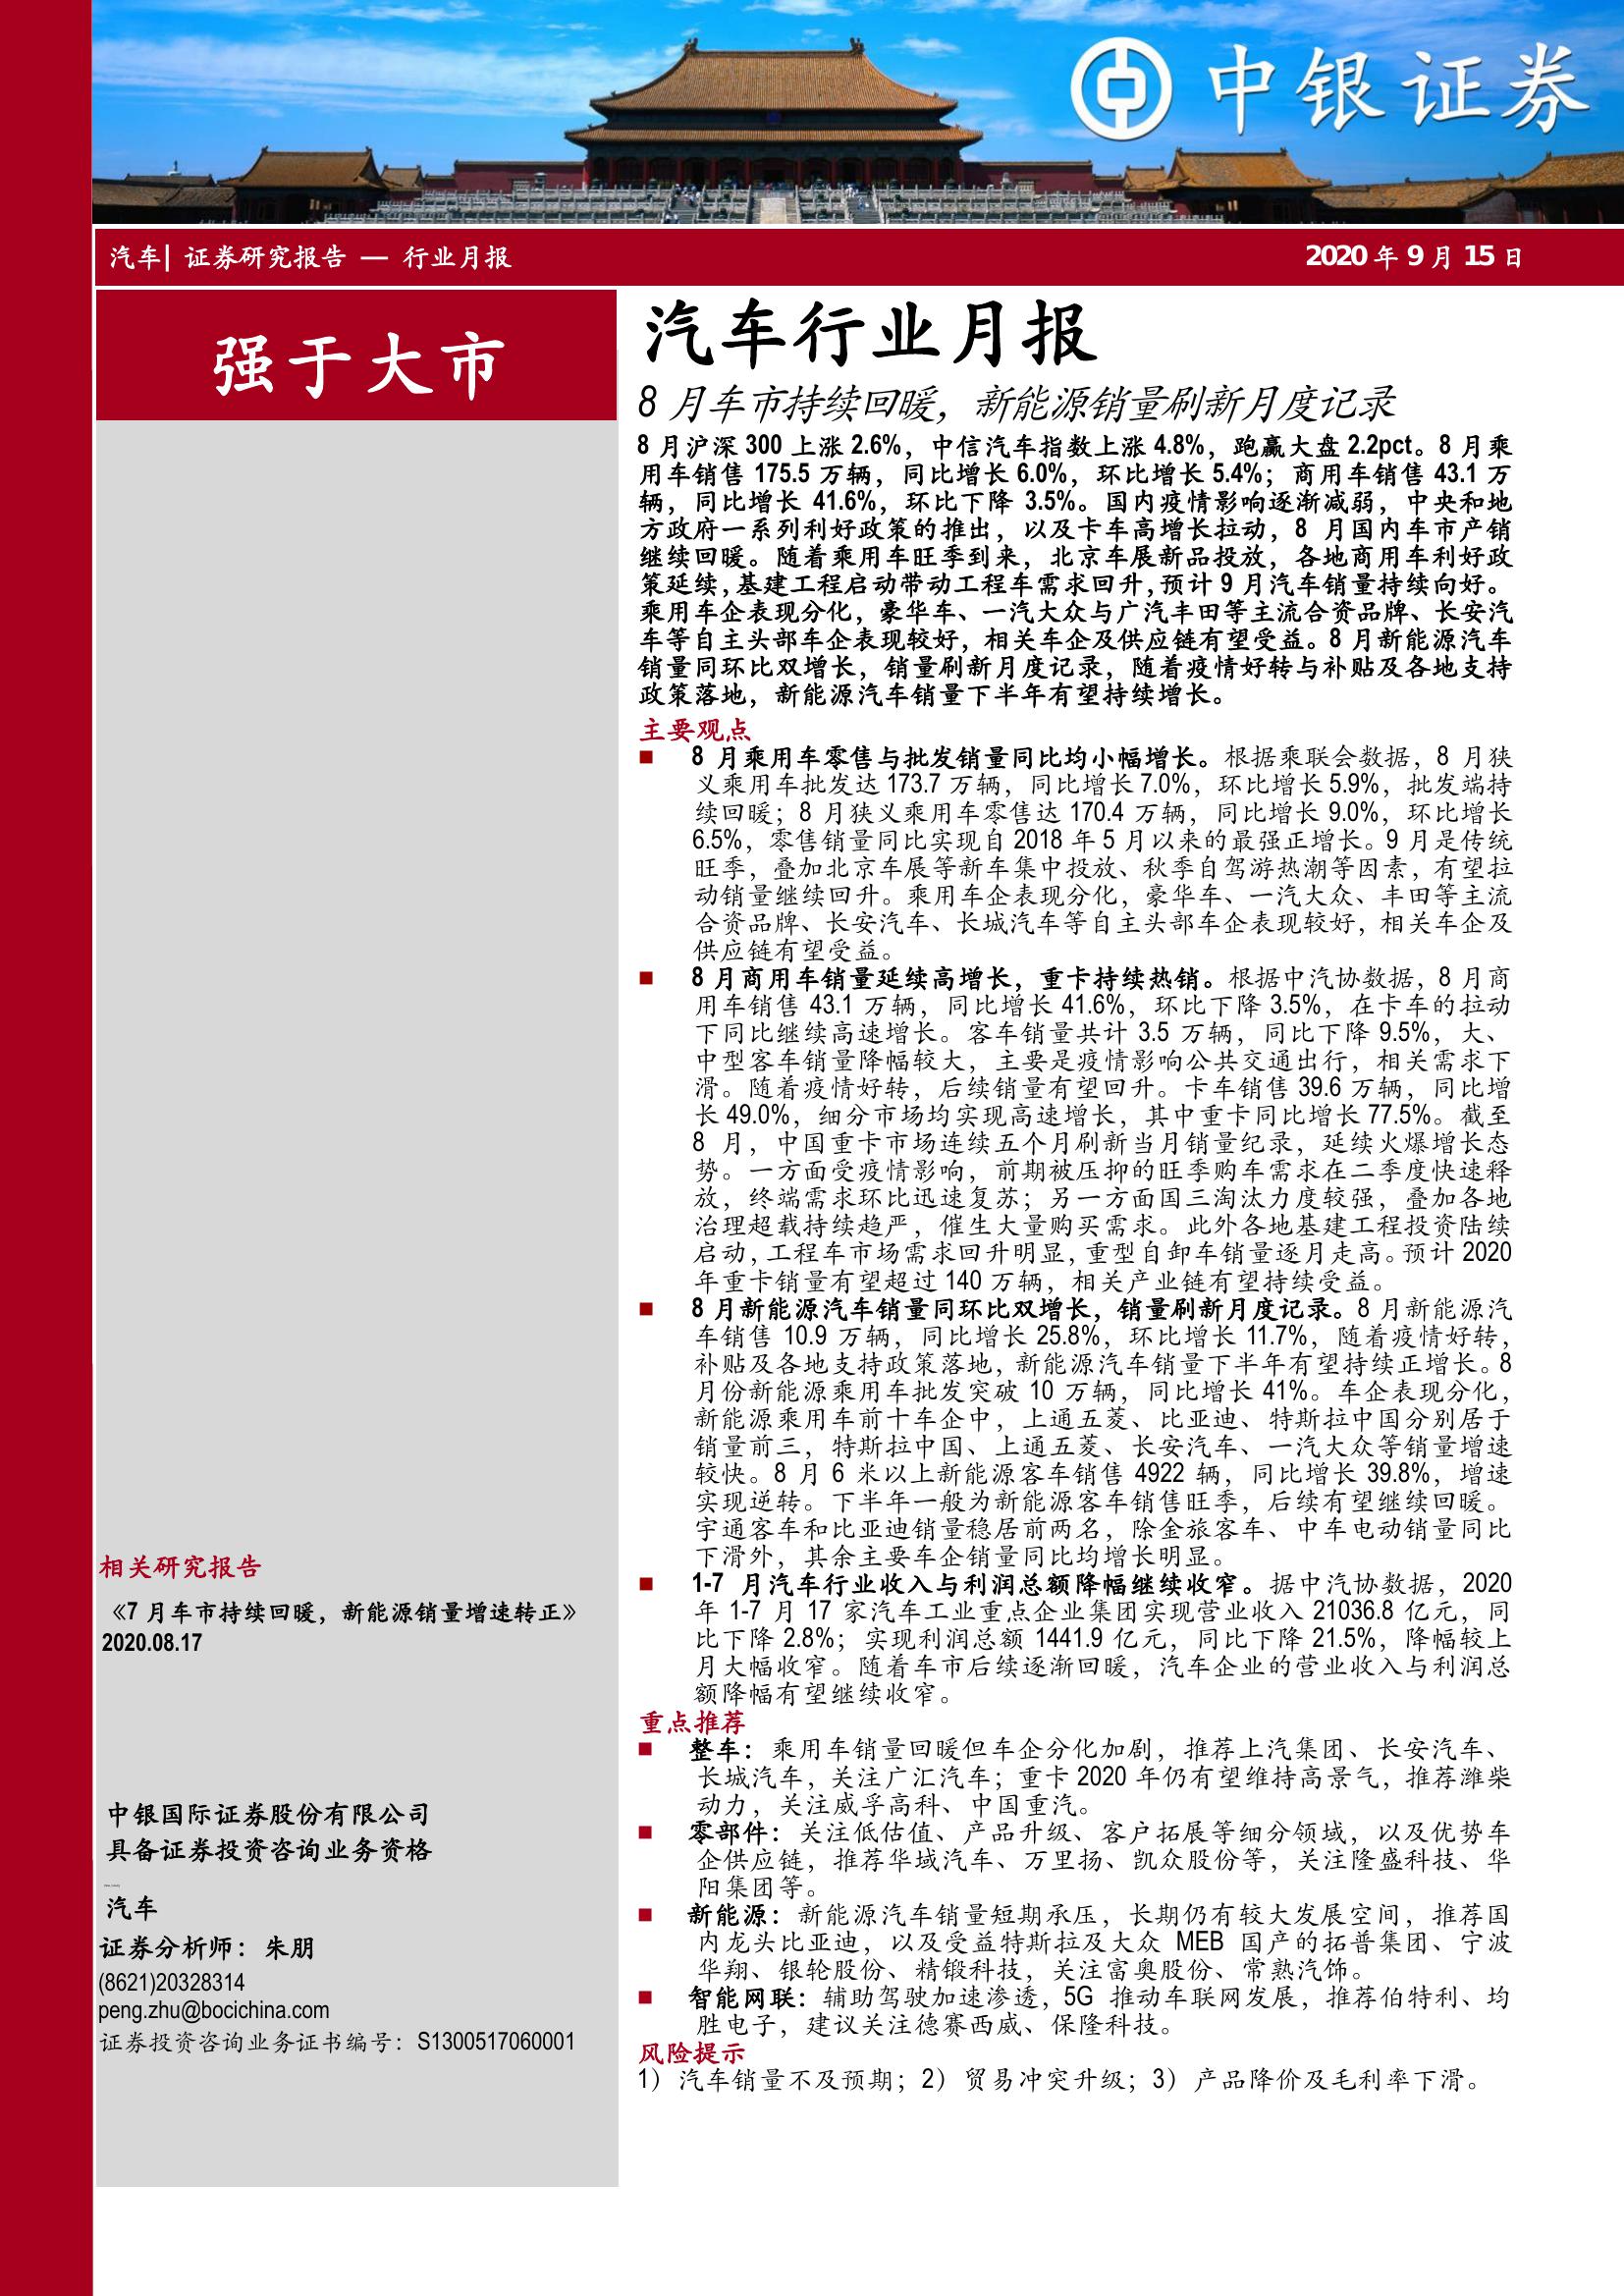 中银证券
汽车| 证券研究报告 — 行业月报
2020 年 9 月 15 日
强于大市
汽车行业月报
8 月车市持续回暖，新能源销量刷新月度记录
8 月沪深 300 上涨 2.6%，中信汽车指数上涨 4.8%，跑赢大盘 2.2pct。8 月乘
用车销售 175.5 万辆，同比增长 6.0%，环比增长 5.4%；商用车销售 43.1 万
辆，同比增长 41.6%，环比下降 3.5%。国内疫情影响逐渐减弱，中央和地
方政府一系列利好政策的推出，以及卡车高增长拉动，8 月国内车市产销
继续回暖。随着乘用车旺季到来，北京车展新品投放，各地商用车利好政
策延续，基建工程启动带动工程车需求回升，预计 9 月汽车销量持续向好。
乘用车企表现分化，豪华车、一汽大众与广汽丰田等主流合资品牌、长安汽
车等自主头部车企表现较好，相关车企及供应链有望受益。8 月新能源汽车
销量同环比双增长，销量刷新月度记录，随着疫情好转与补贴及各地支持
政策落地，新能源汽车销量下半年有望持续增长。
主要观点
■ 8 月乘用车零售与批发销量同比均小幅增长。根据乘联会数据，8 月狭
义乘用车批发达 173.7 万辆，同比增长 7.0%，环比增长 5.9%，批发端持
续回暖；8 月狭义乘用车零售达 170.4 万辆，同比增长 9.0%，环比增长
6.5%，零售销量同比实现自 2018 年 5 月以来的最强正增长。9 月是传统
旺季，叠加北京车展等新车集中投放、秋季自驾游热潮等因素，有望拉
动销量继续回升。乘用车企表现分化，豪华车、一汽大众、丰田等主流
合资品牌、长安汽车、长城汽车等自主头部车企表现较好，相关车企及
供应链有望受益。
■ 8 月商用车销量延续高增长，重卡持续热销。根据中汽协数据，8 月商
用车销售 43.1 万辆，同比增长 41.6%，环比下降 3.5%，在卡车的拉动
下同比继续高速增长。客车销量共计 3.5 万辆，同比下降 9.5%，大、
中型客车销量降幅较大，主要是疫情影响公共交通出行，相关需求下
滑。随着疫情好转，后续销量有望回升。卡车销售 39.6 万辆，同比增
长 49.0%，细分市场均实现高速增长，其中重卡同比增长 77.5%。截至
8 月，中国重卡市场连续五个月刷新当月销量纪录，延续火爆增长态
势。一方面受疫情影响，前期被压抑的旺季购车需求在二季度快速释
放，终端需求环比迅速复苏；另一方面国三淘汰力度较强，叠加各地
治理超载持续趋严，催生大量购买需求。此外各地基建工程投资陆续
启动，工程车市场需求回升明显，重型自卸车销量逐月走高。预计 2020
年重卡销量有望超过 140 万辆，相关产业链有望持续受益。
■ 8 月新能源汽车销量同环比双增长，销量刷新月度记录。8 月新能源汽
车销售 10.9 万辆，同比增长 25.8%，环比增长 11.7%，随着疫情好转，
补贴及各地支持政策落地，新能源汽车销量下半年有望持续正增长。8
月份新能源乘用车批发突破 10 万辆，同比增长 41%。车企表现分化，
新能源乘用车前十车企中，上通五菱、比亚迪、特斯拉中国分别居于
销量前三，特斯拉中国、上通五菱、长安汽车、一汽大众等销量增速
较快。8 月 6 米以上新能源客车销售 4922 辆，同比增长 39.8%，增速
实现逆转。下半年一般为新能源客车销售旺季，后续有望继续回暖。
宇通客车和比亚迪销量稳居前两名，除金旅客车、中车电动销量同比
下滑外，其余主要车企销量同比均增长明显。
■ 1-7 月汽车行业收入与利润总额降幅继续收窄。据中汽协数据，2020
年 1-7 月 17 家汽车工业重点企业集团实现营业收入 21036.8 亿元，同
比下降 2.8%；实现利润总额 1441.9 亿元，同比下降 21.5%，降幅较上
月大幅收窄。随着车市后续逐渐回暖，汽车企业的营业收入与利润总
额降幅有望继续收窄。
重点推荐
■ 整车：乘用车销量回暖但车企分化加剧，推荐上汽集团、长安汽车、
长城汽车，关注广汇汽车；重卡 2020 年仍有望维持高景气，推荐潍柴
动力，关注威孚高科、中国重汽。
■ 零部件：关注低估值、产品升级、客户拓展等细分领域，以及优势车
企供应链，推荐华域汽车、万里扬、凯众股份等，关注隆盛科技、华
阳集团等。
■ 新能源：新能源汽车销量短期承压，长期仍有较大发展空间，推荐国
内龙头比亚迪，以及受益特斯拉及大众 MEB 国产的拓普集团、宁波
华翔、银轮股份、精锻科技，关注富奥股份、常熟汽饰。
■ 智能网联：辅助驾驶加速渗透，5G 推动车联网发展，推荐伯特利、均
胜电子，建议关注德赛西威、保隆科技。
风险提示
1）汽车销量不及预期；2）贸易冲突升级；3）产品降价及毛利率下滑。
相关研究报告
《7 月车市持续回暖，新能源销量增速转正》
2020.08.17
中银国际证券股份有限公司
具备证券投资咨询业务资格
汽车
证券分析师：朱朋
(8621)20328314
peng.zhu@bocichina.com
证券投资咨询业务证书编号：S1300517060001